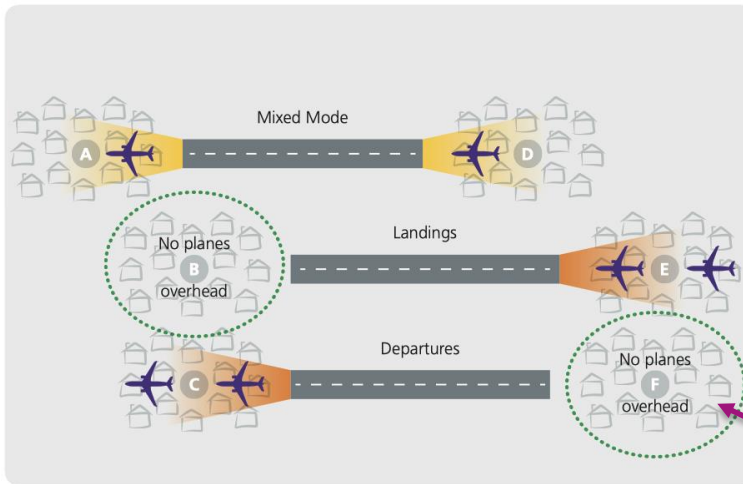 Mixed Mode
A
D
No planes
B
overhead
Landings
E
Departures
C
No planes
F
overhead